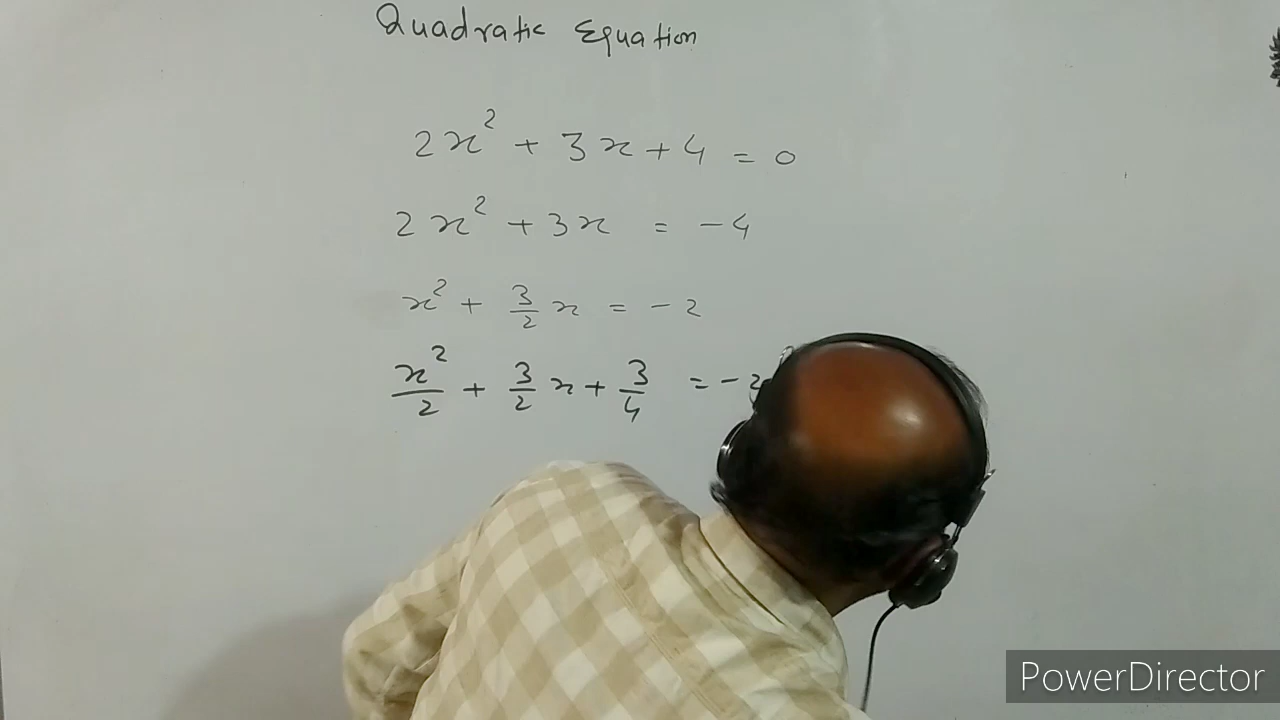 Quadratic Equation
2x² + 3x + 4 = 0
2x² + 3x = -4
x² + 3/2 x = -2
x²/2 + 3/2 x + 3/4 = -2
PowerDirector